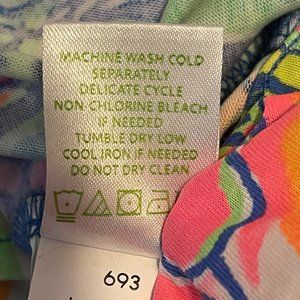 MACHINE WASH COLD
SEPARATELY
DELICATE CYCLE
NON-CHLORINE BLEACH
IF NEEDED
TUMBLE DRY LOW
COOL IRON IF NEEDED
DO NOT DRY CLEAN
693